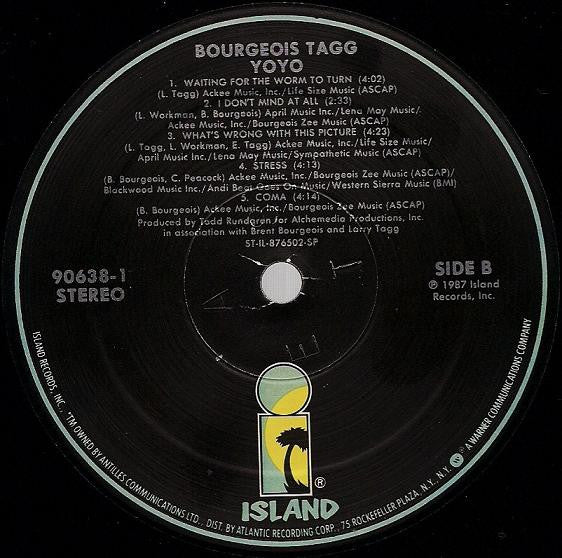 BOURGEOIS TAGG
YOYO
1. WAITING FOR THE WORM TO TURN (4:02)
(L. Tagg) Ackee Music, Inc./Life Size Music (ASCAP)
2. I DON'T MIND AT ALL (2:33)
(L. Workman, B. Bourgeois) April Music Inc./Lena May Music/
Ackee Music, Inc./Bourgeois Zee Music (ASCAP)
3. WHAT'S WRONG WITH THIS PICTURE (4:23)
(L. Tagg, L. Workman, E. Tagg) Ackee Music, Inc./Life Size Music/
April Music Inc./Lena May Music/Sympathetic Music (ASCAP)
4. STRESS (4:13)
(B. Bourgeois, C. Peacock) Ackee Music, Inc./Bourgeois Zee Music (ASCAP)/
Blackwood Music Inc./Andi Beat Goes On Music/Western Sierra Music (BMI)
5. COMA (4:14)
(B. Bourgeois) Ackee Music, Inc./Bourgeois Zee Music (ASCAP)
Produced by Todd Rundgren for Alchemedia Productions, Inc.
in association with Brent Bourgeois and Larry Tagg
ST-IL-876502-SP
90638-1
STEREO
SIDE B
℗ 1987 Island
Records, Inc.
®
ISLAND
ISLAND RECORDS, INC., *TM OWNED BY ANTILLES COMMUNICATIONS LTD., DIST. BY ATLANTIC RECORDING CORP., 75 ROCKEFELLER PLAZA, N.Y., N.Y. ® A WARNER COMMUNICATIONS COMPANY